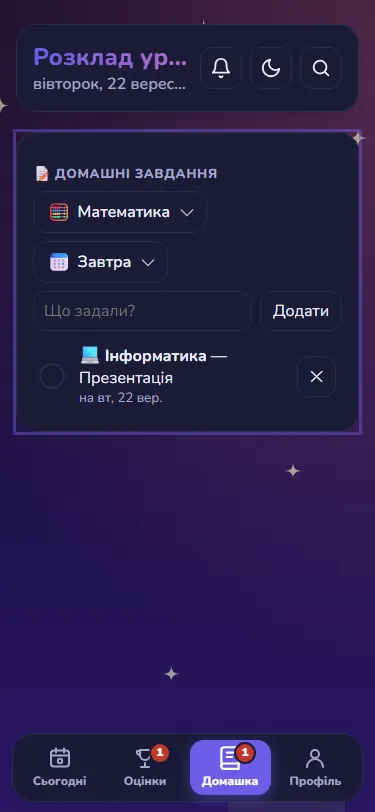 Розклад ур...
вівторок, 22 верес...
ДОМАШНІ ЗАВДАННЯ
Математика
Завтра
Що задали?
Додати
Інформатика —
Презентація
на вт, 22 вер.
1
1
Сьогодні
Оцінки
Домашка
Профіль